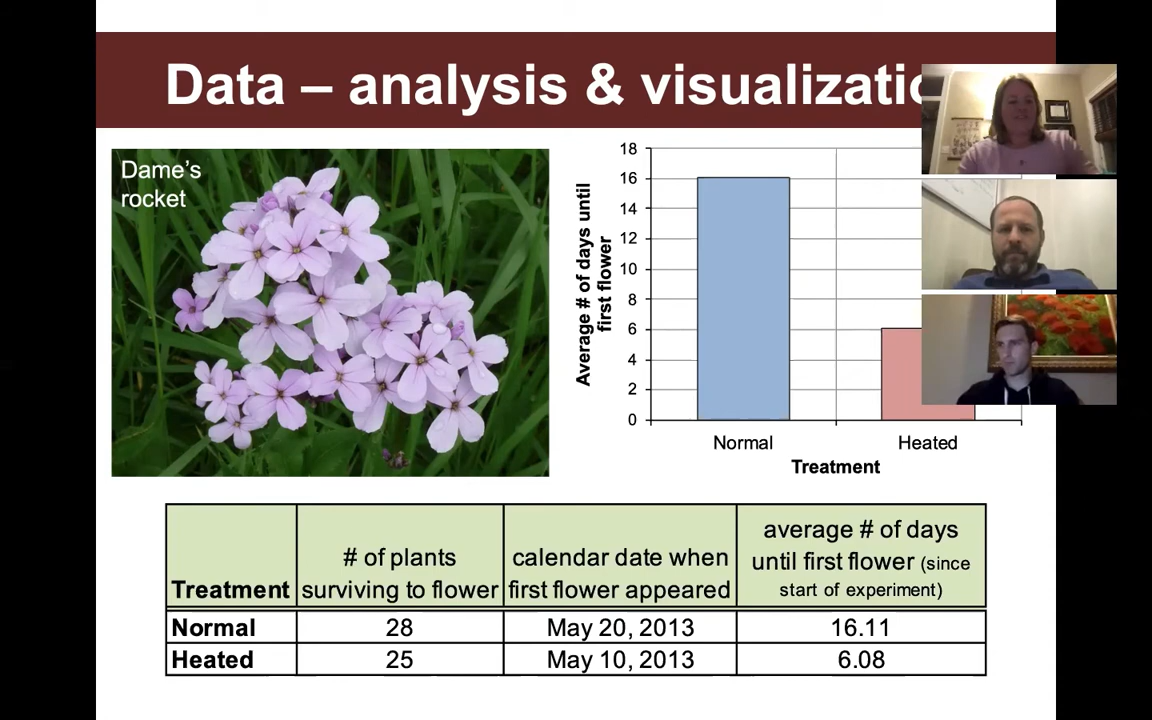 Data – analysis & visualizatio
Dame’s
rocket
18
16
14
12
10
8
6
4
2
0
Average # of days until
first flower
Normal
Heated
Treatment
Treatment
# of plants
surviving to flower
calendar date when
first flower appeared
average # of days
until first flower (since
start of experiment)
Normal 28 May 20, 2013 16.11
Heated 25 May 10, 2013 6.08